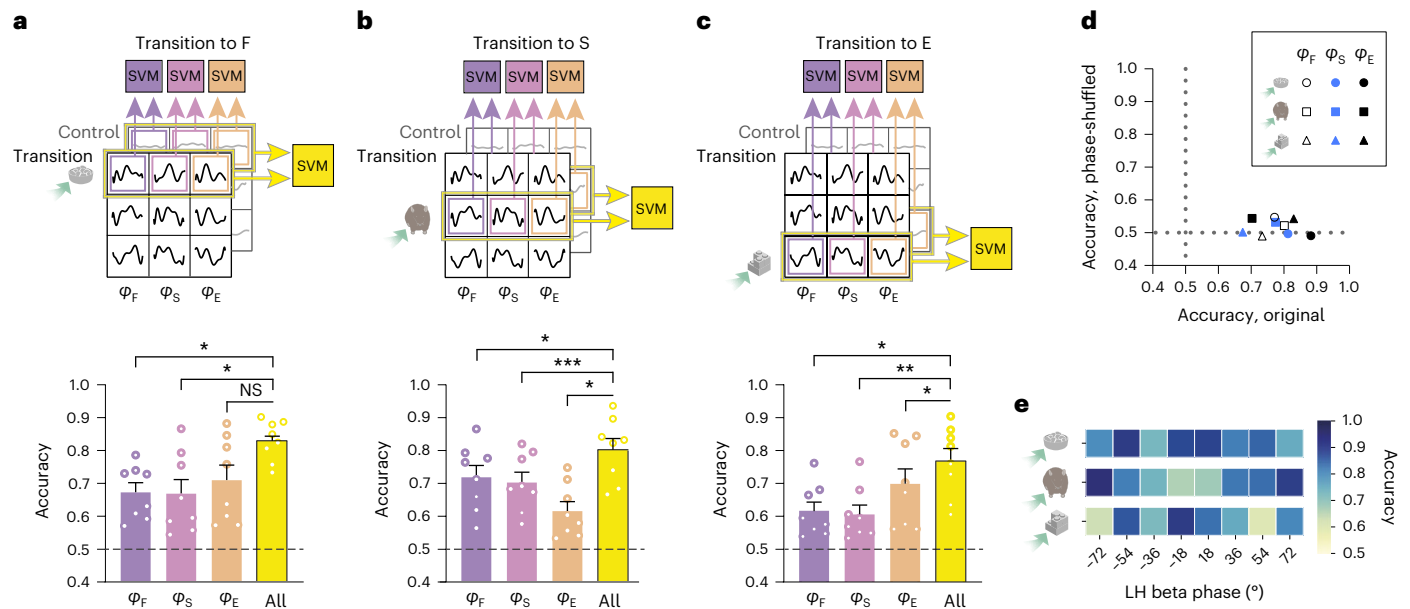 a
Transition to F
SVM SVM SVM
Control
Transition
SVM
φF φS φE
*
*
NS
Accuracy
1.0
0.9
0.8
0.7
0.6
0.5
0.4
φF φS φE All
b
Transition to S
SVM SVM SVM
Control
Transition
SVM
φF φS φE
*
***
*
Accuracy
1.0
0.9
0.8
0.7
0.6
0.5
0.4
φF φS φE All
c
Transition to E
SVM SVM SVM
Control
Transition
SVM
φF φS φE
*
**
*
Accuracy
1.0
0.9
0.8
0.7
0.6
0.5
0.4
φF φS φE All
d
φF φS φE
Accuracy, phase-shuffled
1.0
0.9
0.8
0.7
0.6
0.5
0.4
0.4 0.5 0.6 0.7 0.8 0.9 1.0
Accuracy, original
e
1.0
0.9
0.8
0.7
0.6
0.5
Accuracy
−72 −54 −36 −18 18 36 54 72
LH beta phase (°)